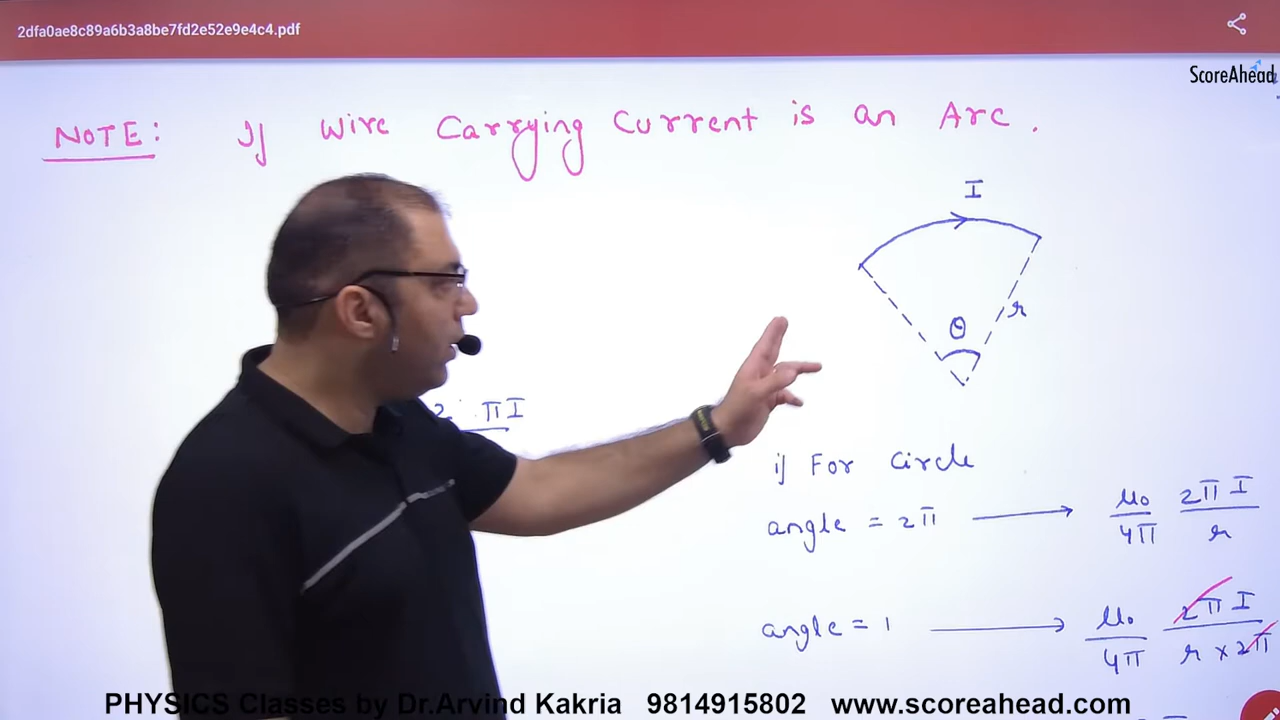 2dfa0ae8c89a6b3a8be7fd2e52e9e4c4.pdf
ScoreAhead
NOTE: If Wire Carrying Current is an Arc.
I
r
θ
2 πI
if For Circle
angle = 2π → μ₀/4π 2πI/r
angle = 1 → μ₀/4π 2πI/r×2π
PHYSICS Classes by Dr.Arvind Kakria 9814915802 www.scoreahead.com